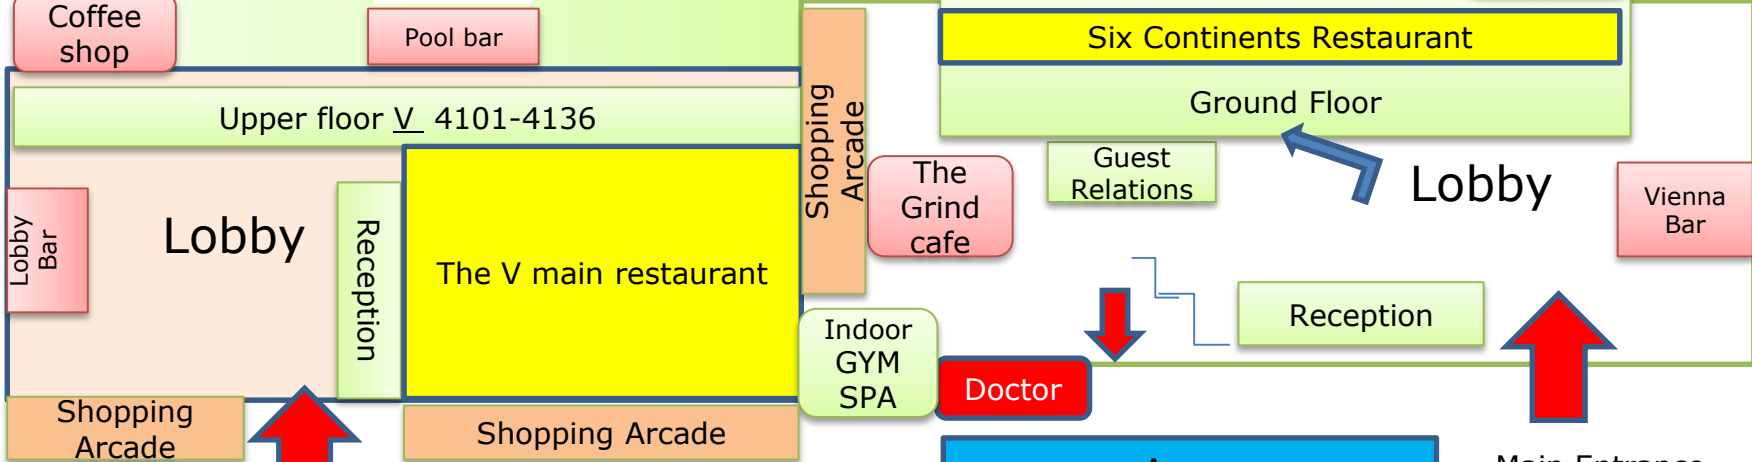 Coffee
shop
Pool bar
Six Continents Restaurant
Upper floor V  4101-4136
Ground Floor
Shopping
Arcade
Guest
Relations
The
Grind
cafe
Lobby
Vienna
Bar
Lobby
Bar
Lobby
Reception
The V main restaurant
Reception
Indoor
GYM
SPA
Doctor
Shopping
Arcade
Shopping Arcade
Main Entrance